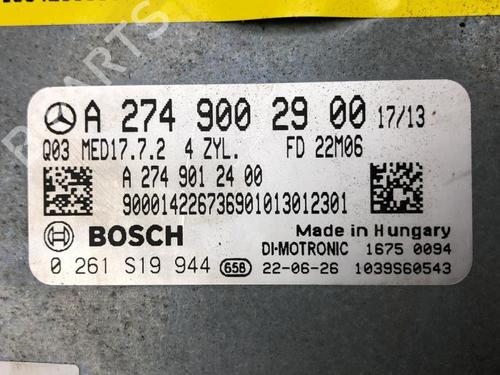 A 274 900 29 00 17/13
Q03 MED17.7.2 4 ZYL. FD 22M06
A 274 901 24 00
900014226736901013012301
BOSCH
Made in Hungary
DI-MOTRONIC 1675 0094
0 261 S19 944 658 22-06-26 1039S60543